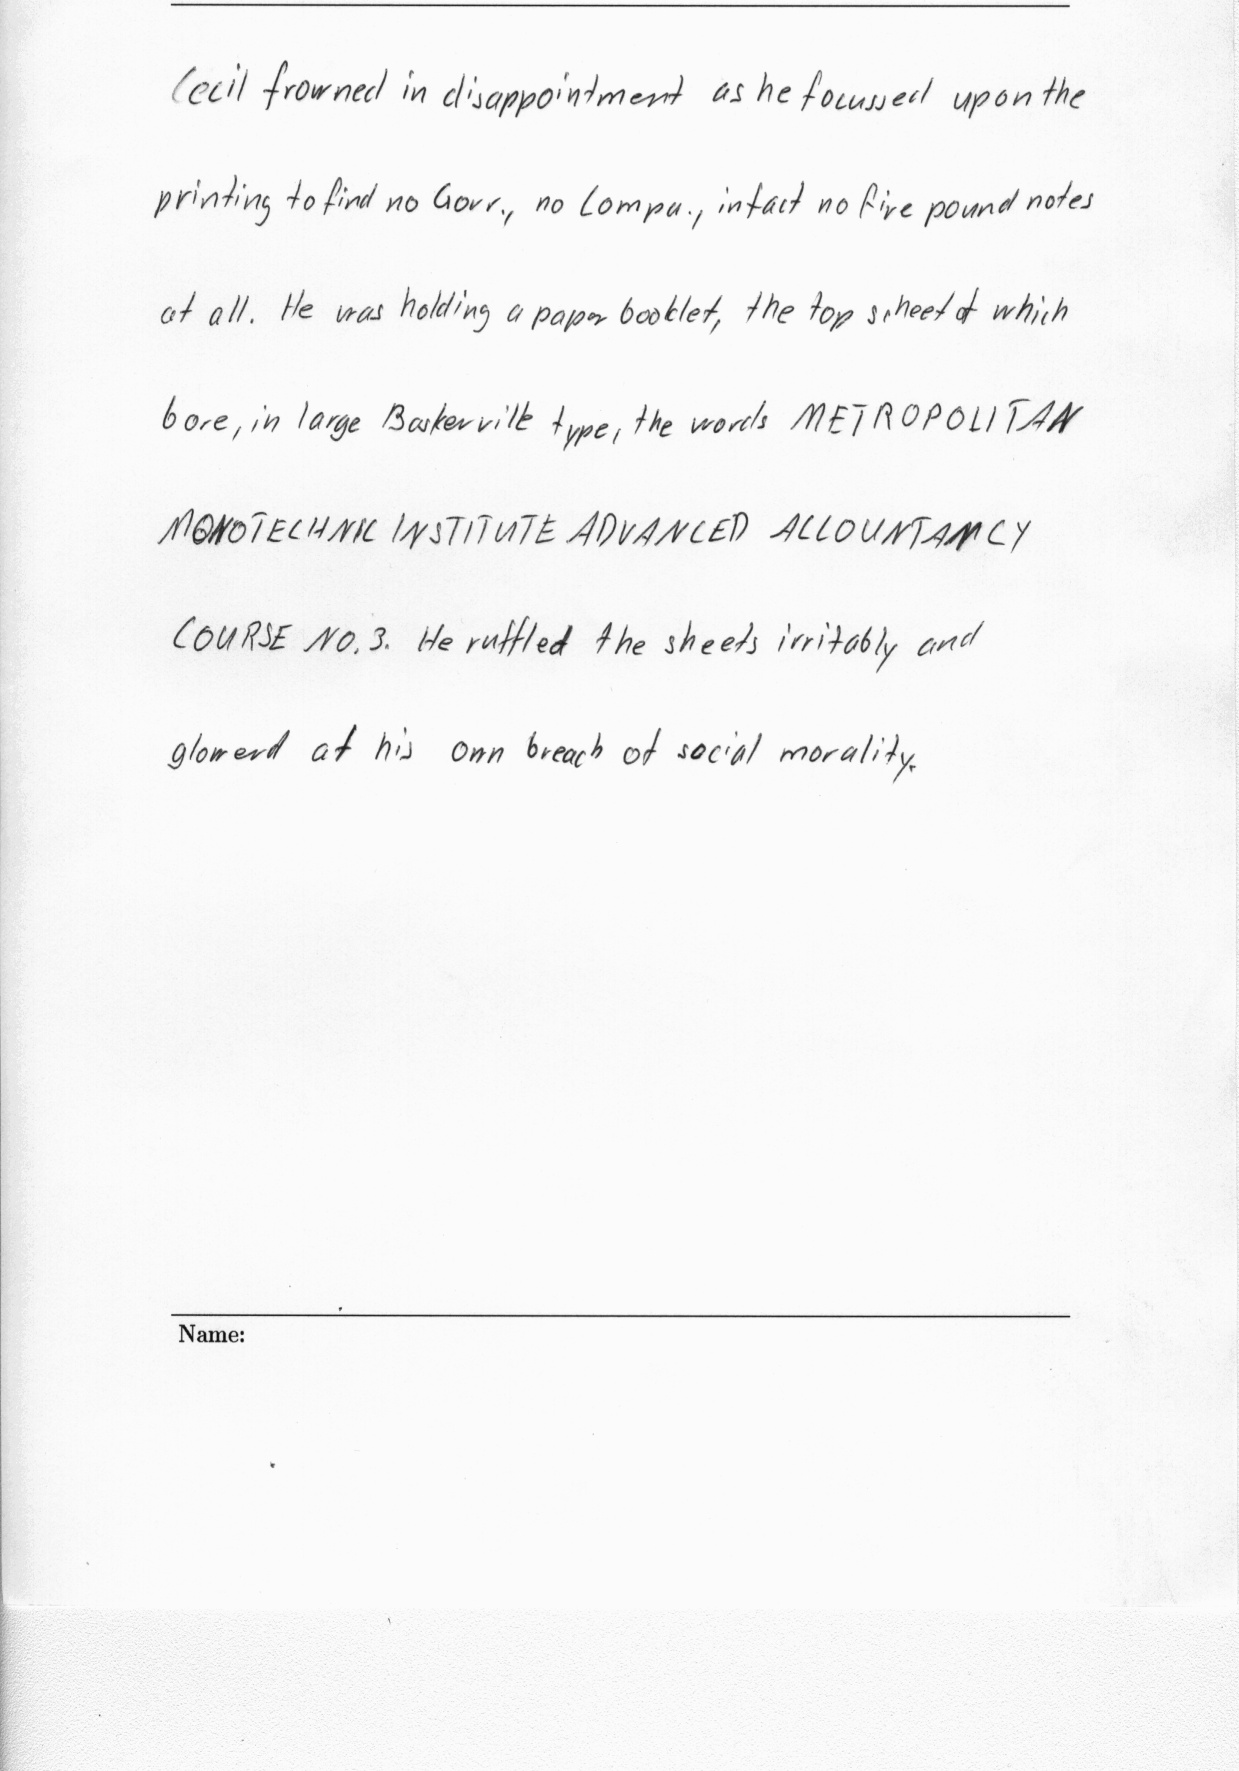 Cecil frowned in disappointment as he focussed upon the
printing to find no Govr., no Compa., infact no five pound notes
at all. He was holding a paper booklet, the top scheet of which
bore, in large Baskerville type, the words METROPOLITAN
MONOTECHNIC INSTITUTE ADVANCED ACCOUNTANCY
COURSE NO. 3. He ruffled the sheets irritably and
glowerd at his own breach of social morality.
Name: